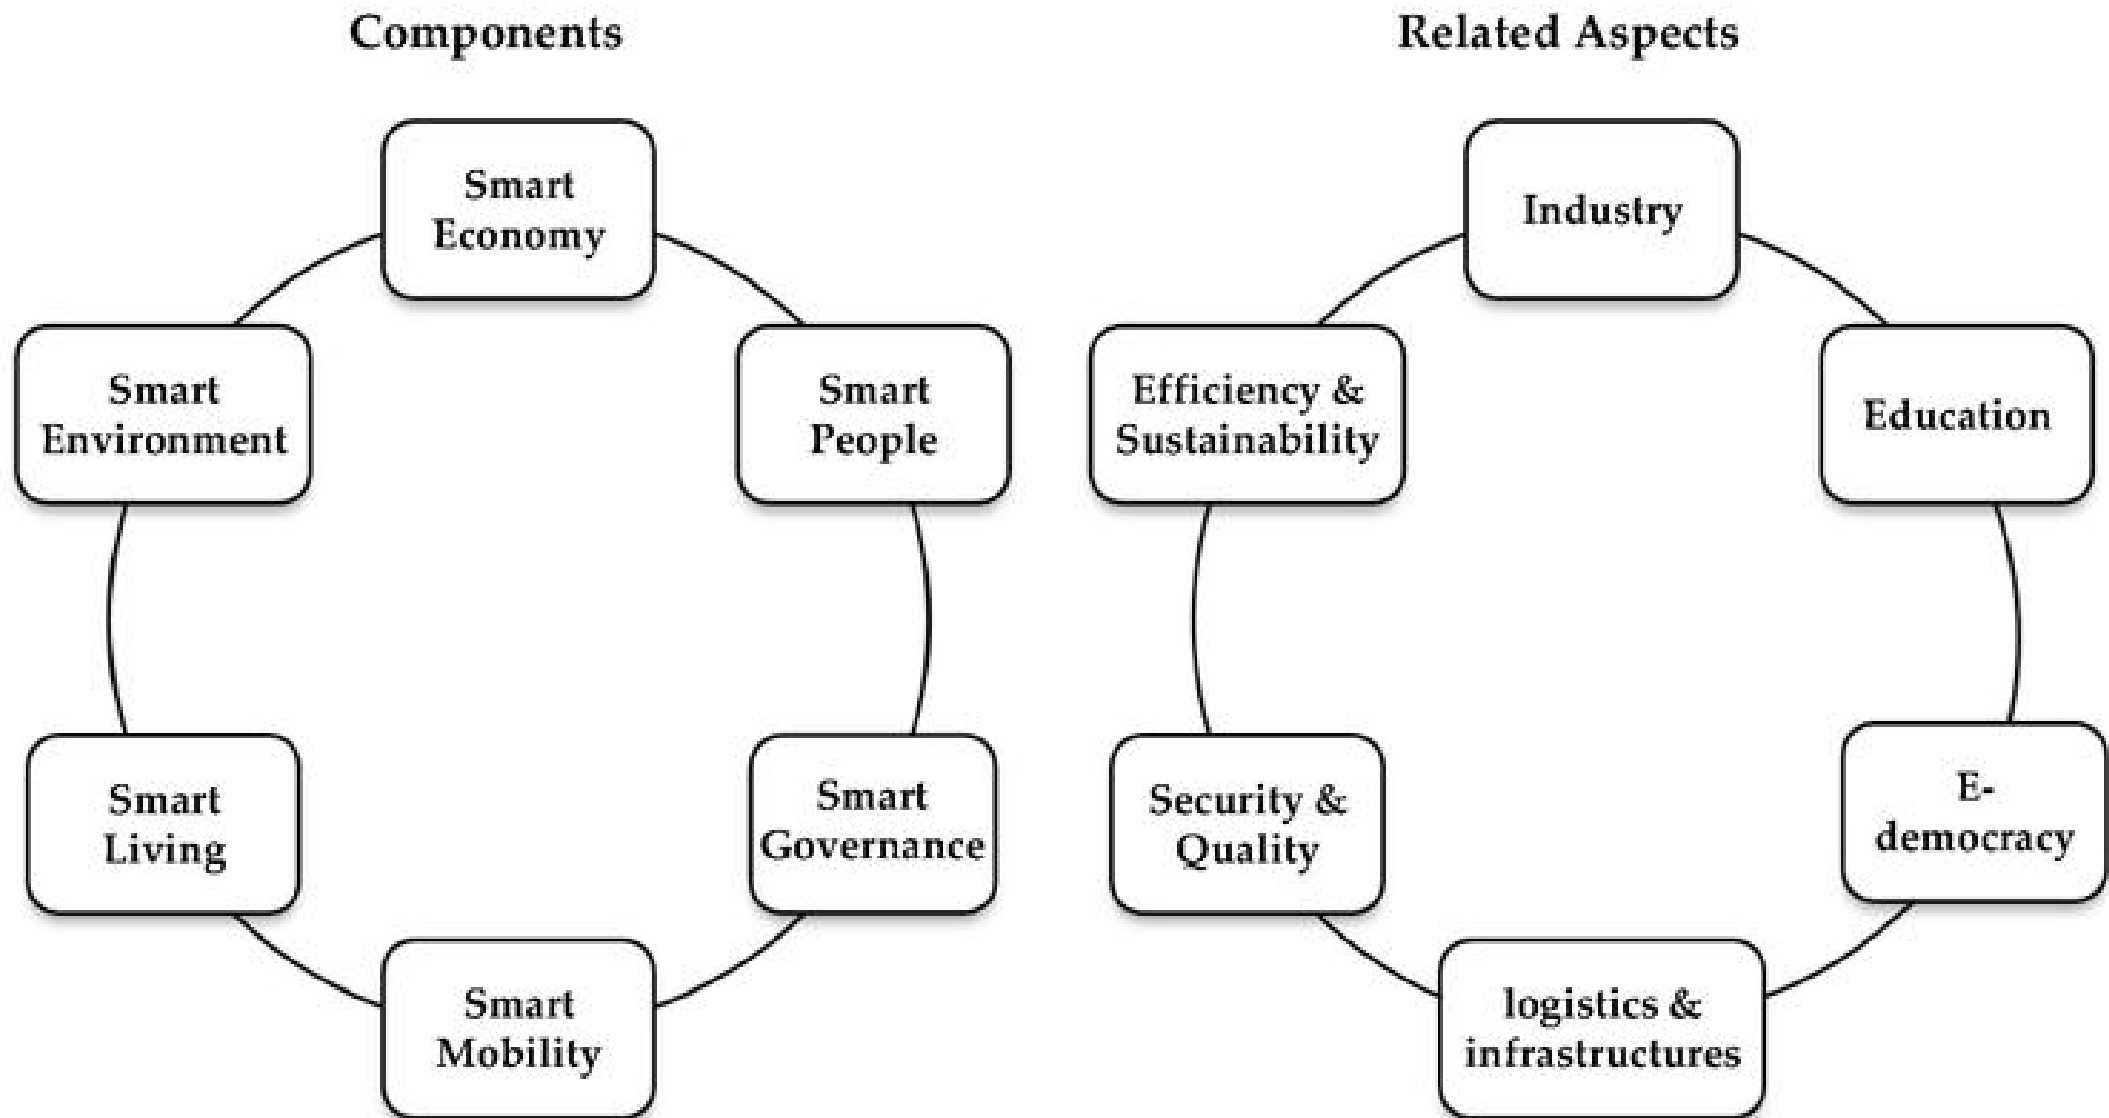 Components
Smart
Economy
Smart
People
Smart
Governance
Smart
Mobility
Smart
Living
Smart
Environment
Related Aspects
Industry
Education
E-
democracy
logistics &
infrastructures
Security &
Quality
Efficiency &
Sustainability